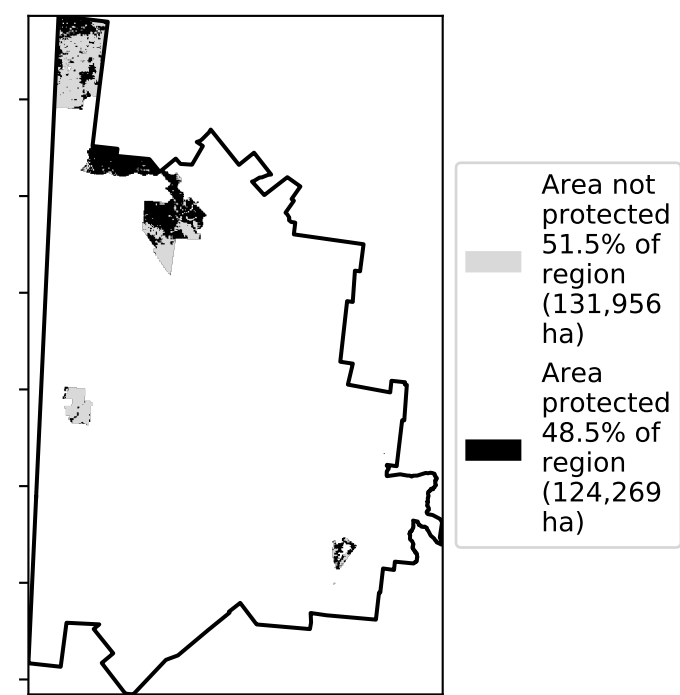 Area not
protected
51.5% of
region
(131,956
ha)
Area
protected
48.5% of
region
(124,269
ha)